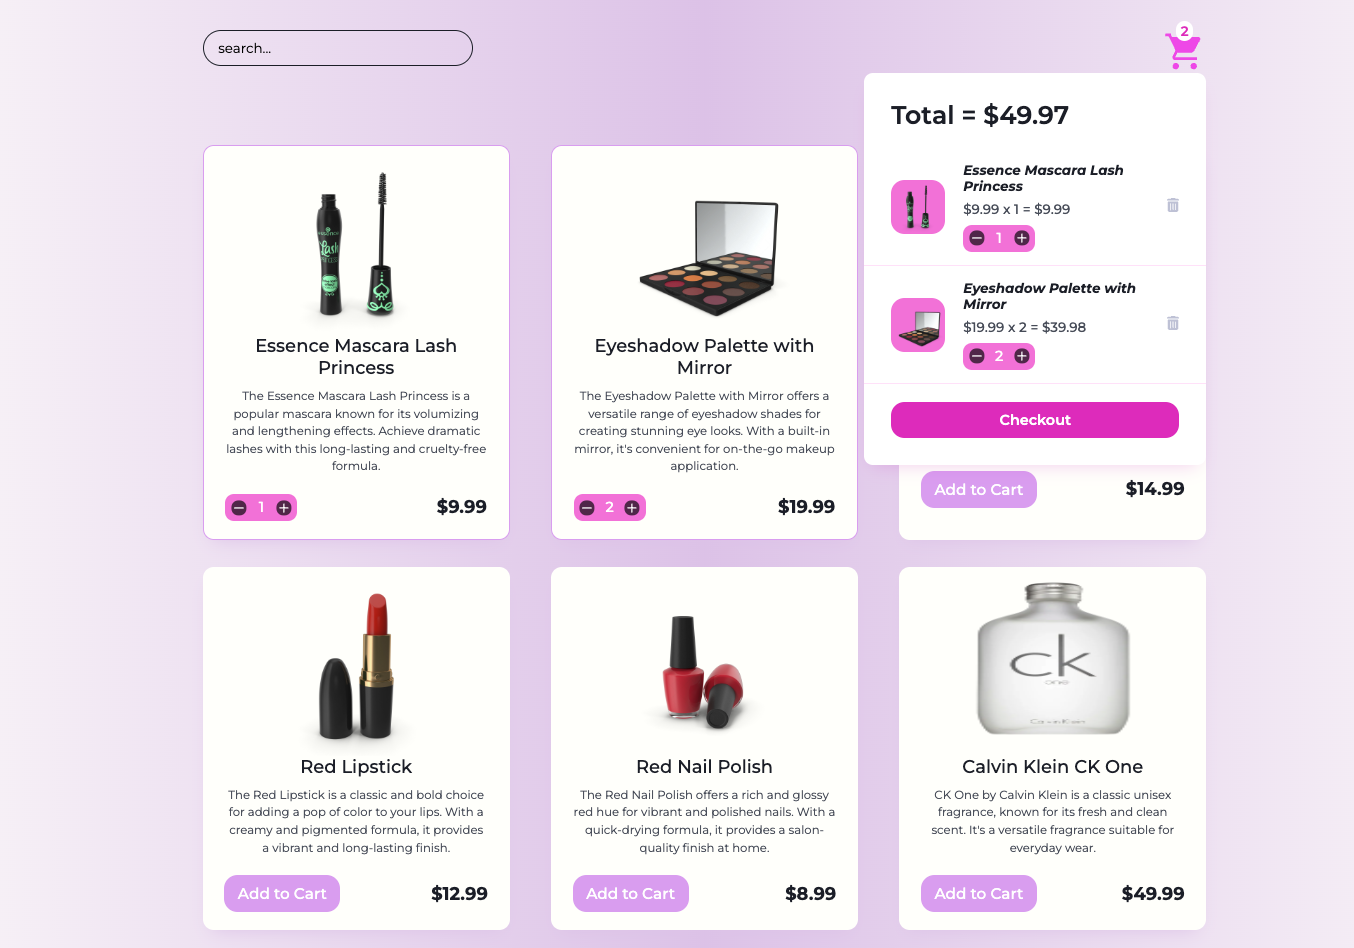 search...
2
Total = $49.97
Essence Mascara Lash
Princess
$9.99 x 1 = $9.99
1
Eyeshadow Palette with
Mirror
$19.99 x 2 = $39.98
2
Checkout
Lash
Essence Mascara Lash
Princess
The Essence Mascara Lash Princess is a
popular mascara known for its volumizing
and lengthening effects. Achieve dramatic
lashes with this long-lasting and cruelty-free
formula.
1
$9.99
Eyeshadow Palette with
Mirror
The Eyeshadow Palette with Mirror offers a
versatile range of eyeshadow shades for
creating stunning eye looks. With a built-in
mirror, it's convenient for on-the-go makeup
application.
2
$19.99
Add to Cart
$14.99
Red Lipstick
The Red Lipstick is a classic and bold choice
for adding a pop of color to your lips. With a
creamy and pigmented formula, it provides
a vibrant and long-lasting finish.
Add to Cart
$12.99
Red Nail Polish
The Red Nail Polish offers a rich and glossy
red hue for vibrant and polished nails. With a
quick-drying formula, it provides a salon-
quality finish at home.
Add to Cart
$8.99
ck
one
Calvin Klein
Calvin Klein CK One
CK One by Calvin Klein is a classic unisex
fragrance, known for its fresh and clean
scent. It's a versatile fragrance suitable for
everyday wear.
Add to Cart
$49.99